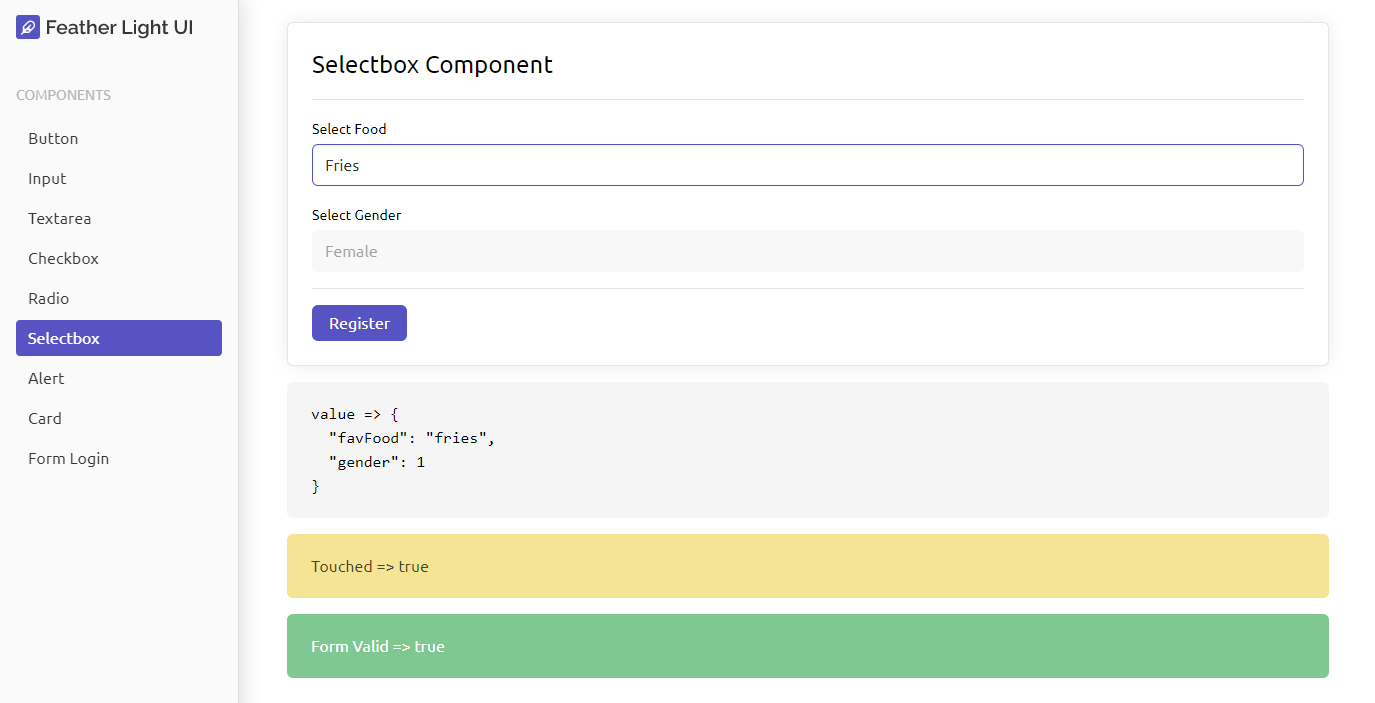 Feather Light UI
COMPONENTS
Button
Input
Textarea
Checkbox
Radio
Selectbox
Alert
Card
Form Login
Selectbox Component
Select Food
Fries
Select Gender
Female
Register
value => {
  "favFood": "fries",
  "gender": 1
}
Touched => true
Form Valid => true